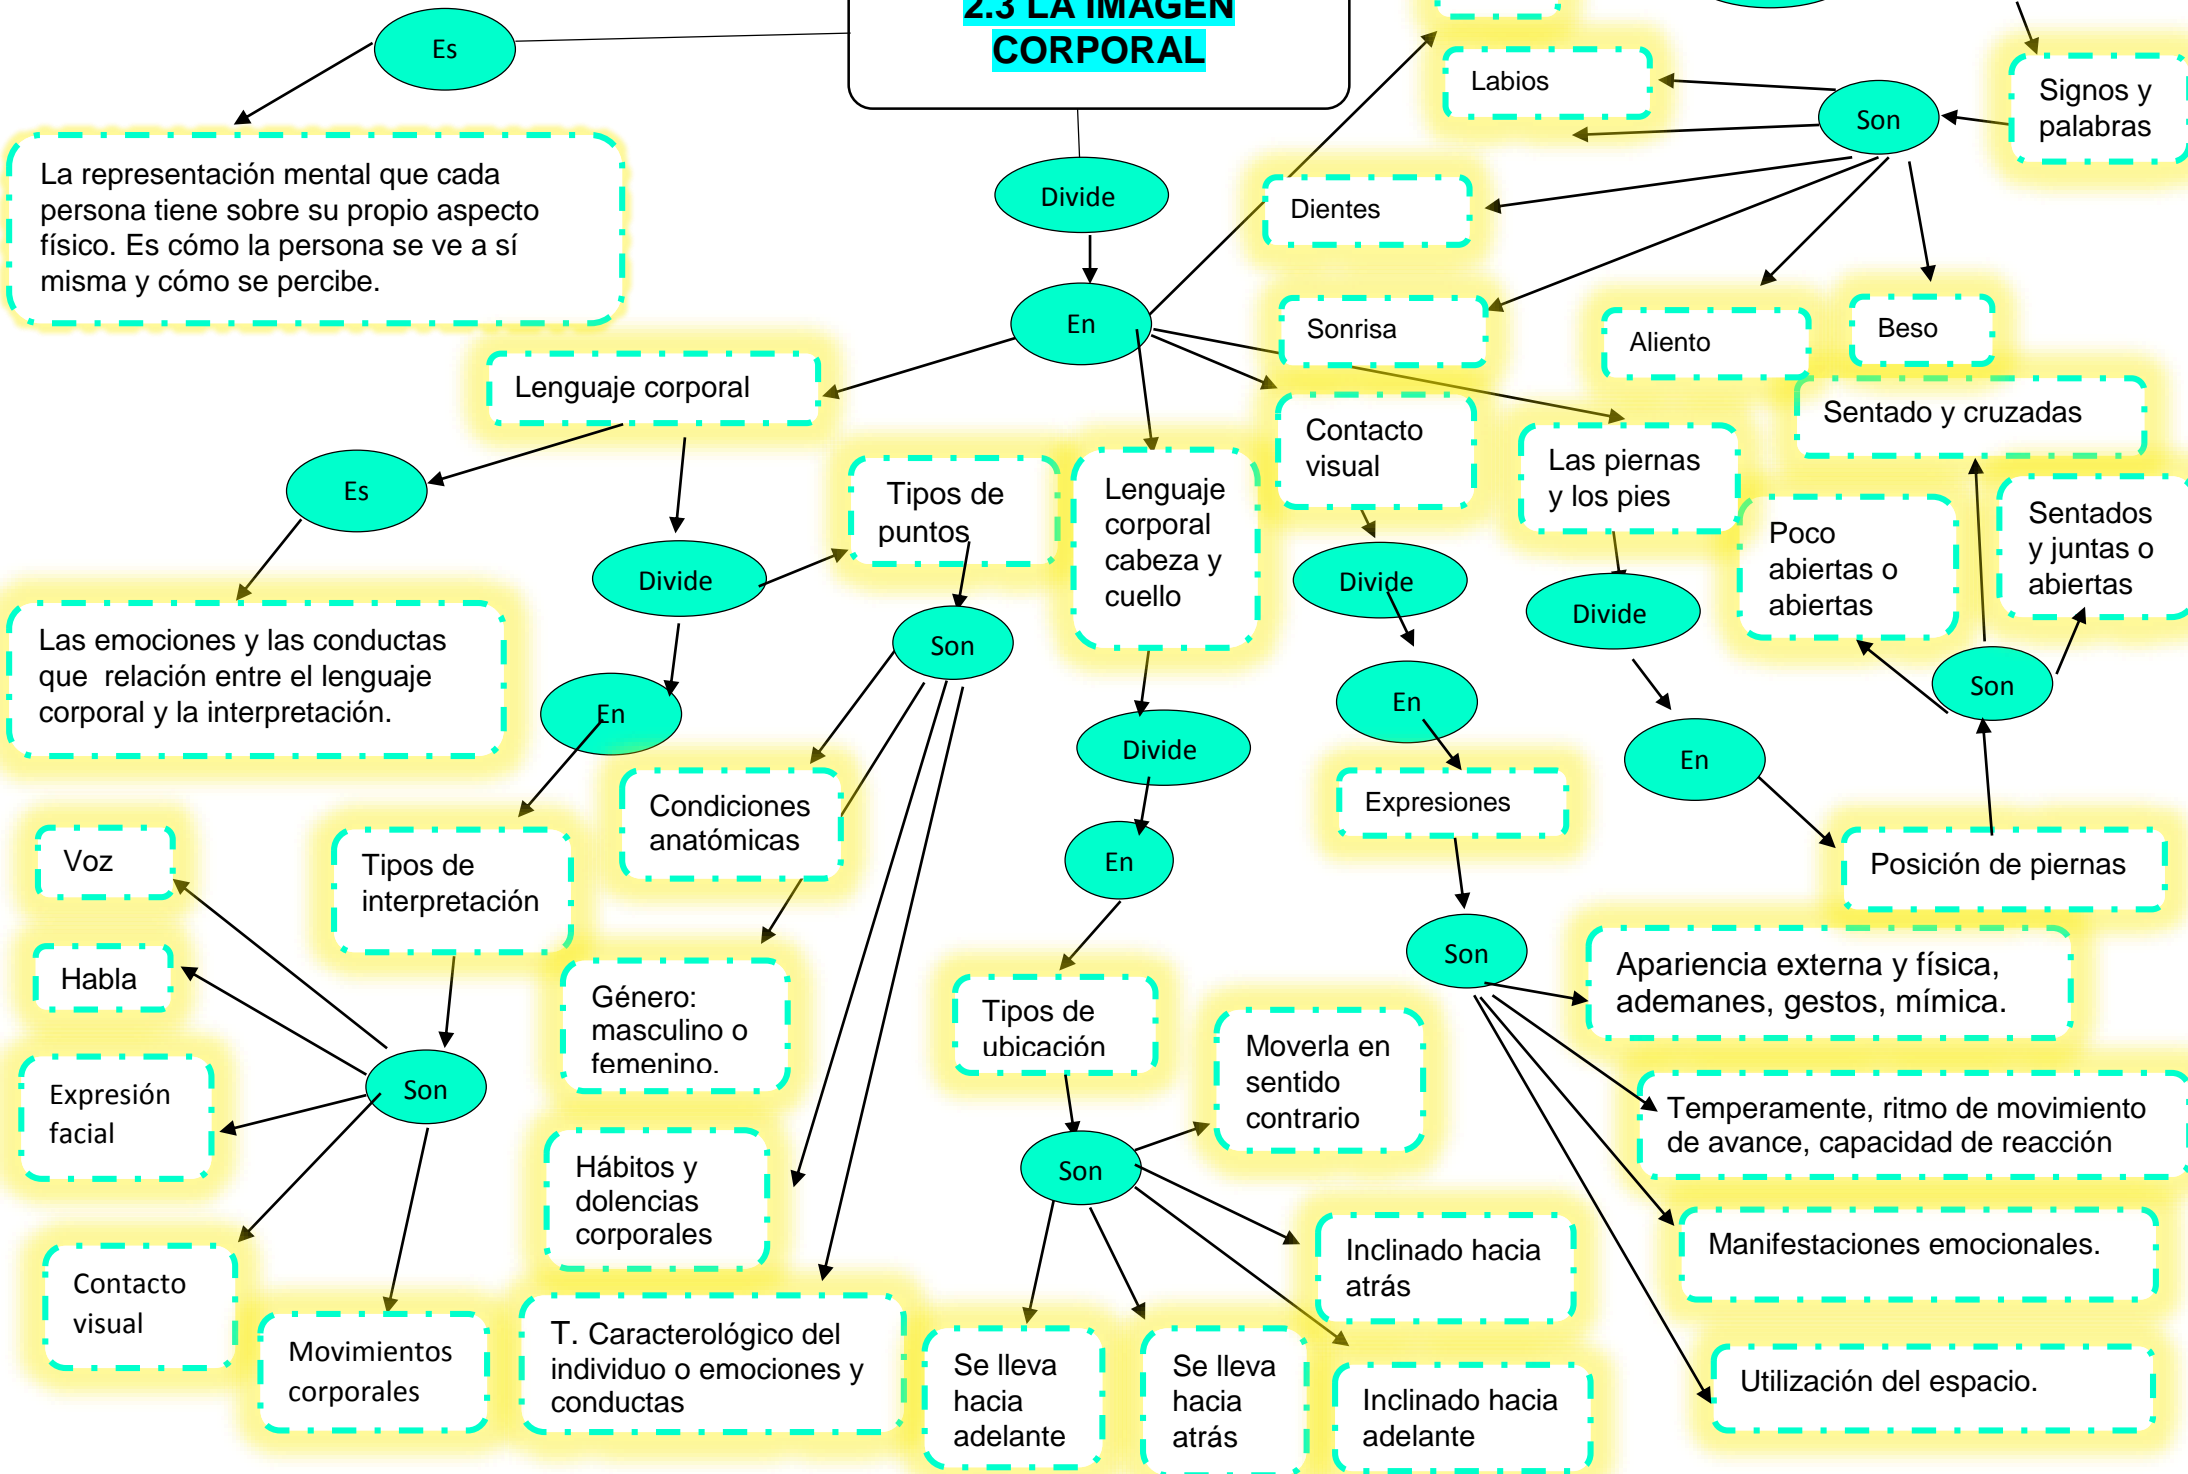 2.3 LA IMAGEN
CORPORAL
Es
La representación mental que cada
persona tiene sobre su propio aspecto
físico. Es cómo la persona se ve a sí
misma y cómo se percibe.
Divide
En
Labios
Son
Signos y
palabras
Dientes
Sonrisa
Aliento
Beso
Lenguaje corporal
Es
Las emociones y las conductas
que relación entre el lenguaje
corporal y la interpretación.
Divide
En
Tipos de
puntos
Son
Condiciones
anatómicas
Género:
masculino o
femenino.
Hábitos y
dolencias
corporales
T. Caracterológico del
individuo o emociones y
conductas
Tipos de
interpretación
Son
Voz
Habla
Expresión
facial
Contacto
visual
Movimientos
corporales
Lenguaje
corporal
cabeza y
cuello
Divide
En
Tipos de
ubicación
Son
Moverla en
sentido
contrario
Inclinado hacia
atrás
Inclinado hacia
adelante
Se lleva
hacia
atrás
Se lleva
hacia
adelante
Contacto
visual
Divide
En
Expresiones
Son
Apariencia externa y física,
ademanes, gestos, mímica.
Temperamente, ritmo de movimiento
de avance, capacidad de reacción
Manifestaciones emocionales.
Utilización del espacio.
Las piernas
y los pies
Divide
En
Posición de piernas
Son
Poco
abiertas o
abiertas
Sentado y cruzadas
Sentados
y juntas o
abiertas